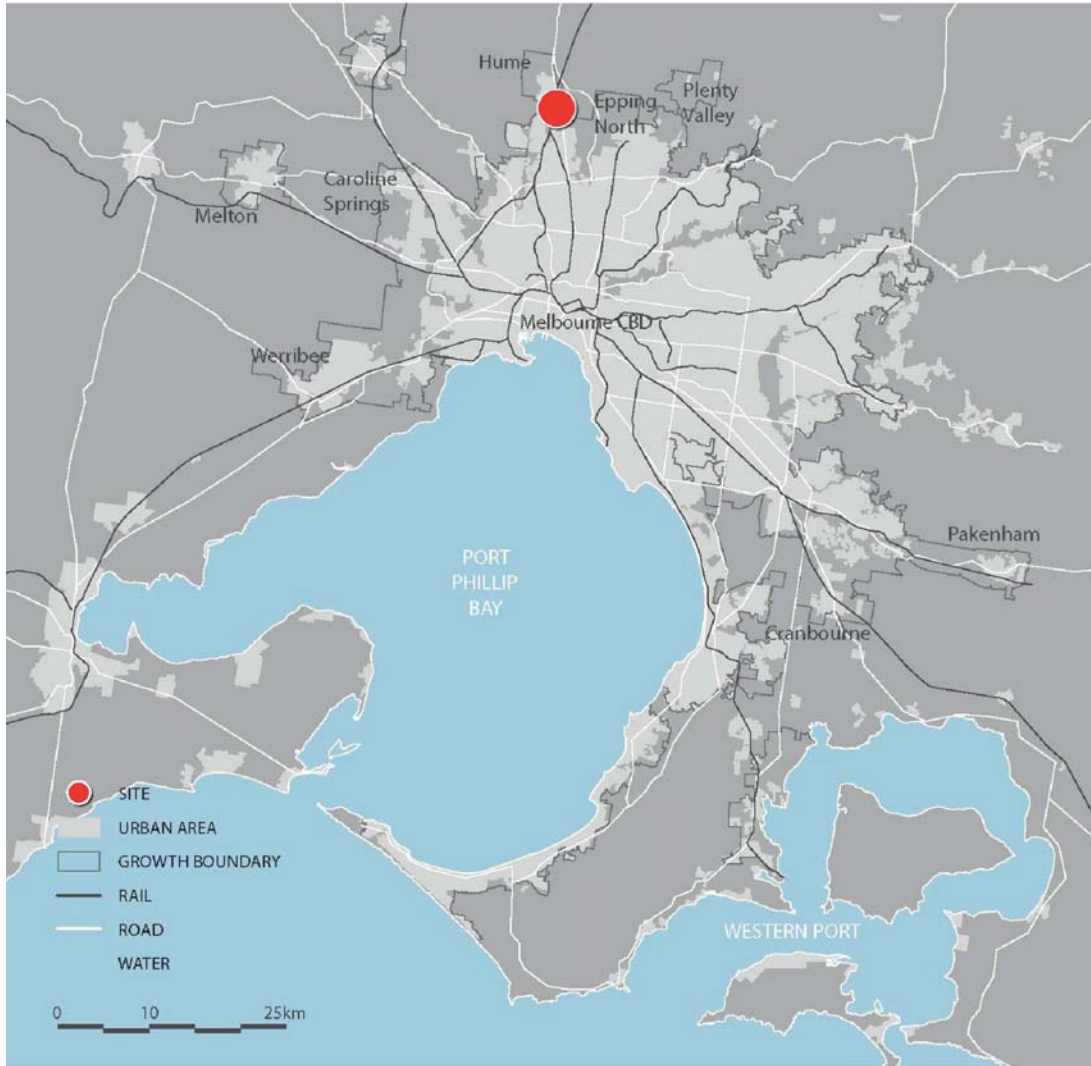 Hume
Epping
North
Plenty
Valley
Caroline
Springs
Melton
Melbourne CBD
Werribee
PORT
PHILLIP
BAY
Pakenham
Cranbourne
WESTERN PORT
SITE
URBAN AREA
GROWTH BOUNDARY
RAIL
ROAD
WATER
0 10 25km